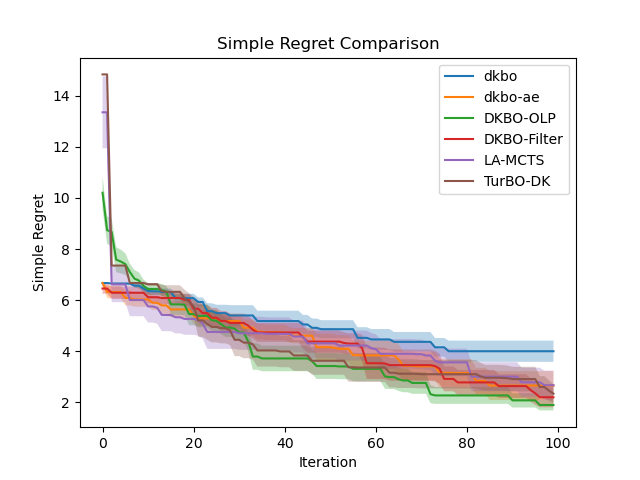 Simple Regret Comparison
Simple Regret
14
12
10
8
6
4
2
dkbo
dkbo-ae
DKBO-OLP
DKBO-Filter
LA-MCTS
TurBO-DK
0 20 40 60 80 100
Iteration